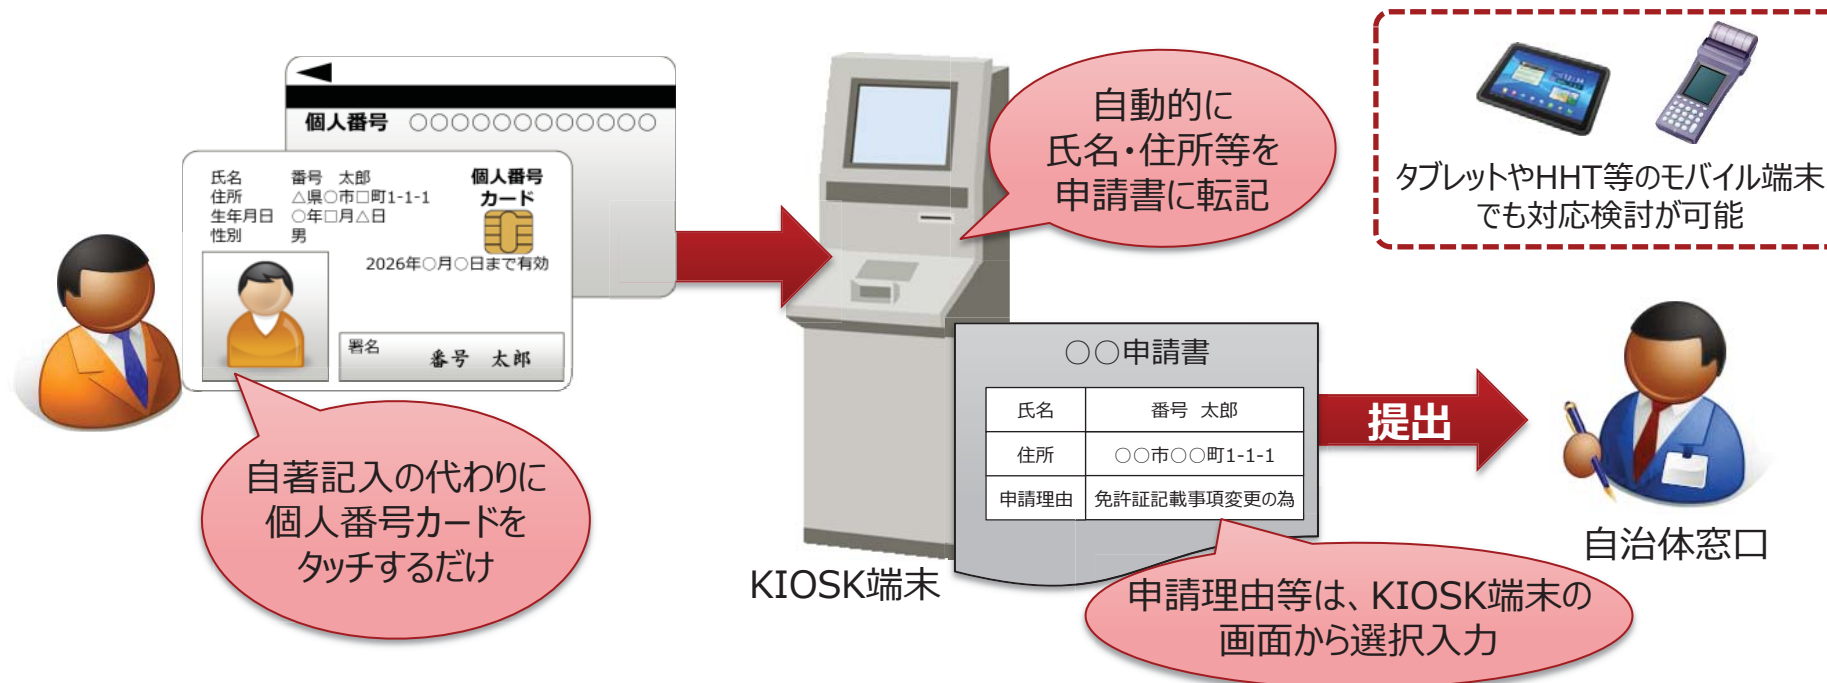 個人番号 ○○○○○○○○○○○○
氏名 番号 太郎
住所 △県○市□町1-1-1
生年月日 ○年□月△日
性別 男
個人番号
カード
2026年○月○日まで有効
署名 番号 太郎
自著記入の代わりに
個人番号カードを
タッチするだけ
自動的に
氏名・住所等を
申請書に転記
KIOSK端末
○○申請書
氏名 番号 太郎
住所 ○○市○○町1-1-1
申請理由 免許証記載事項変更の為
申請理由等は、KIOSK端末の
画面から選択入力
提出
自治体窓口
タブレットやHHT等のモバイル端末
でも対応検討が可能